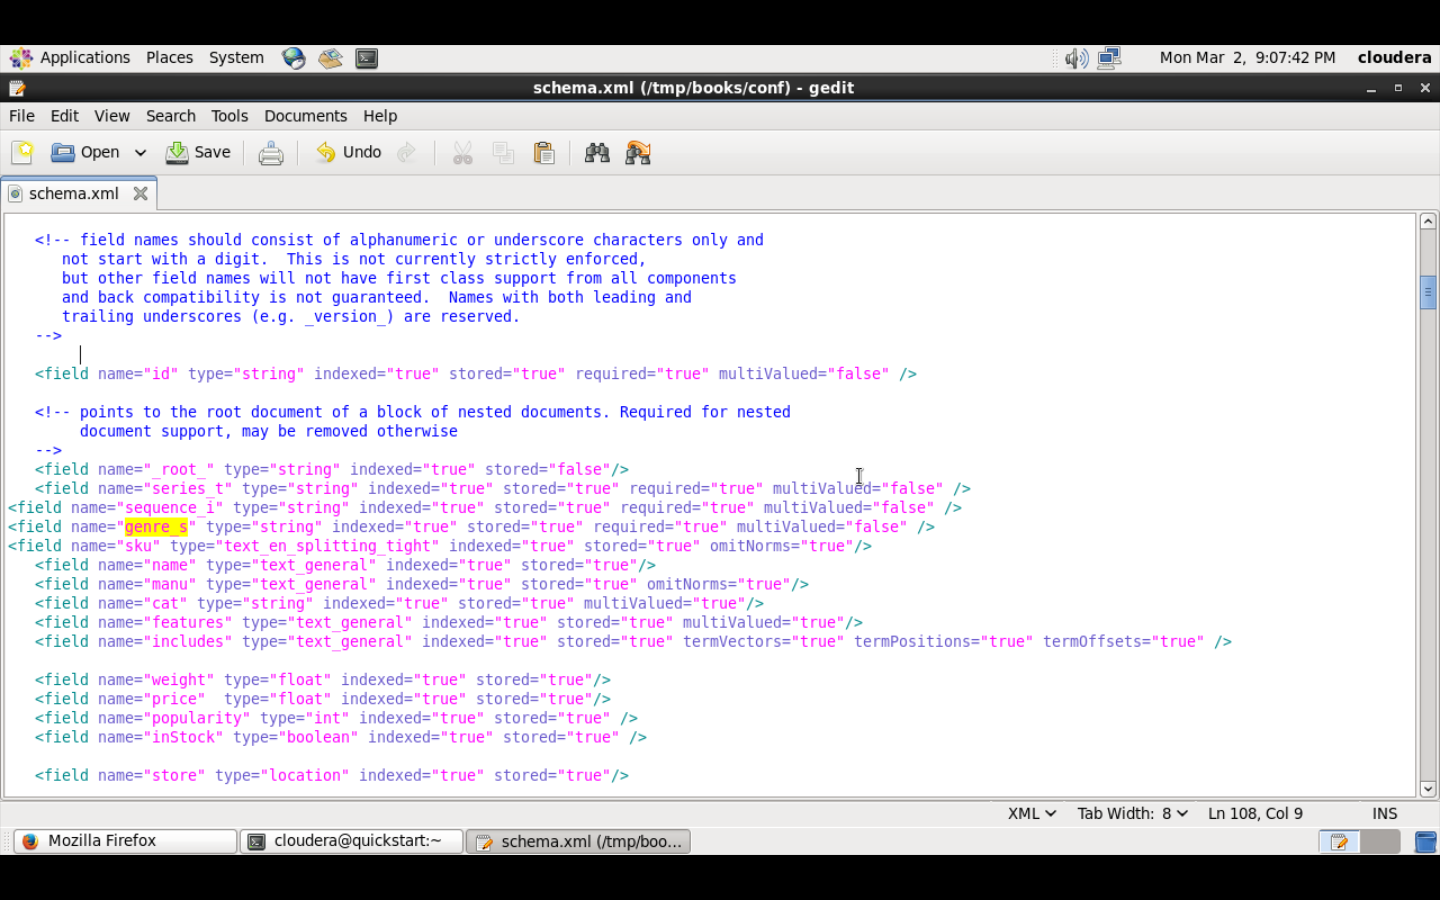 Applications Places System Mon Mar 2, 9:07:42 PM cloudera
schema.xml (/tmp/books/conf) - gedit
File Edit View Search Tools Documents Help
Open Save Undo
schema.xml
<!-- field names should consist of alphanumeric or underscore characters only and
not start with a digit.  This is not currently strictly enforced,
but other field names will not have first class support from all components
and back compatibility is not guaranteed.  Names with both leading and
trailing underscores (e.g. _version_) are reserved.
-->
<field name="id" type="string" indexed="true" stored="true" required="true" multiValued="false" />
<!-- points to the root document of a block of nested documents. Required for nested
document support, may be removed otherwise
-->
<field name="_root_" type="string" indexed="true" stored="false"/>
<field name="series_t" type="string" indexed="true" stored="true" required="true" multiValued="false" />
<field name="sequence_i" type="string" indexed="true" stored="true" required="true" multiValued="false" />
<field name="genre_s" type="string" indexed="true" stored="true" required="true" multiValued="false" />
<field name="sku" type="text_en_splitting_tight" indexed="true" stored="true" omitNorms="true"/>
<field name="name" type="text_general" indexed="true" stored="true"/>
<field name="manu" type="text_general" indexed="true" stored="true" omitNorms="true"/>
<field name="cat" type="string" indexed="true" stored="true" multiValued="true"/>
<field name="features" type="text_general" indexed="true" stored="true" multiValued="true"/>
<field name="includes" type="text_general" indexed="true" stored="true" termVectors="true" termPositions="true" termOffsets="true" />
<field name="weight" type="float" indexed="true" stored="true"/>
<field name="price"  type="float" indexed="true" stored="true"/>
<field name="popularity" type="int" indexed="true" stored="true" />
<field name="inStock" type="boolean" indexed="true" stored="true" />
<field name="store" type="location" indexed="true" stored="true"/>
XML Tab Width: 8 Ln 108, Col 9 INS
Mozilla Firefox cloudera@quickstart:~ schema.xml (/tmp/boo...